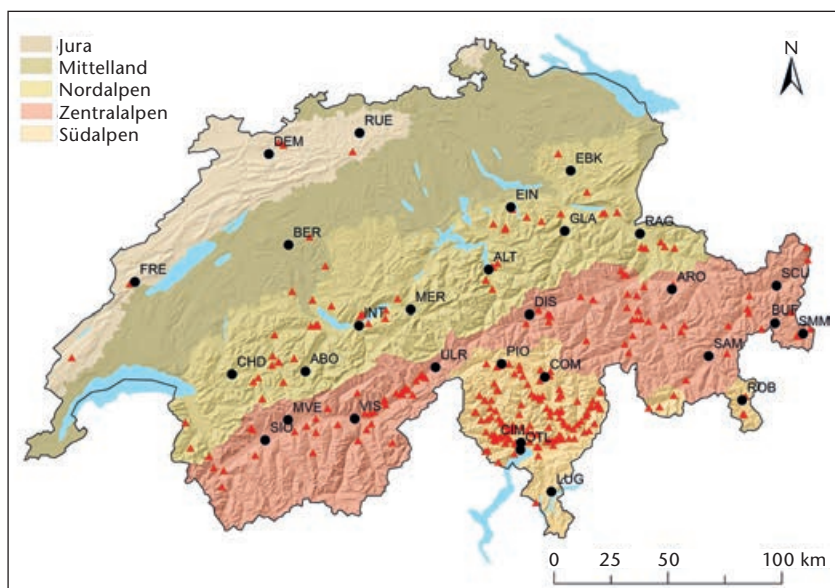 Jura
Mittelland
Nordalpen
Zentralalpen
Südalpen
N
RUE
DEM
EBK
EIN
BER
GLA
RAG
ALT
FRE
ARO
SCU
MER
DIS
INT
BUF
SMM
CHD
ABO
ULR
PIO
COM
SAM
ROB
MVE
VIS
SIO
CIM
OTL
LUG
0 25 50 100 km